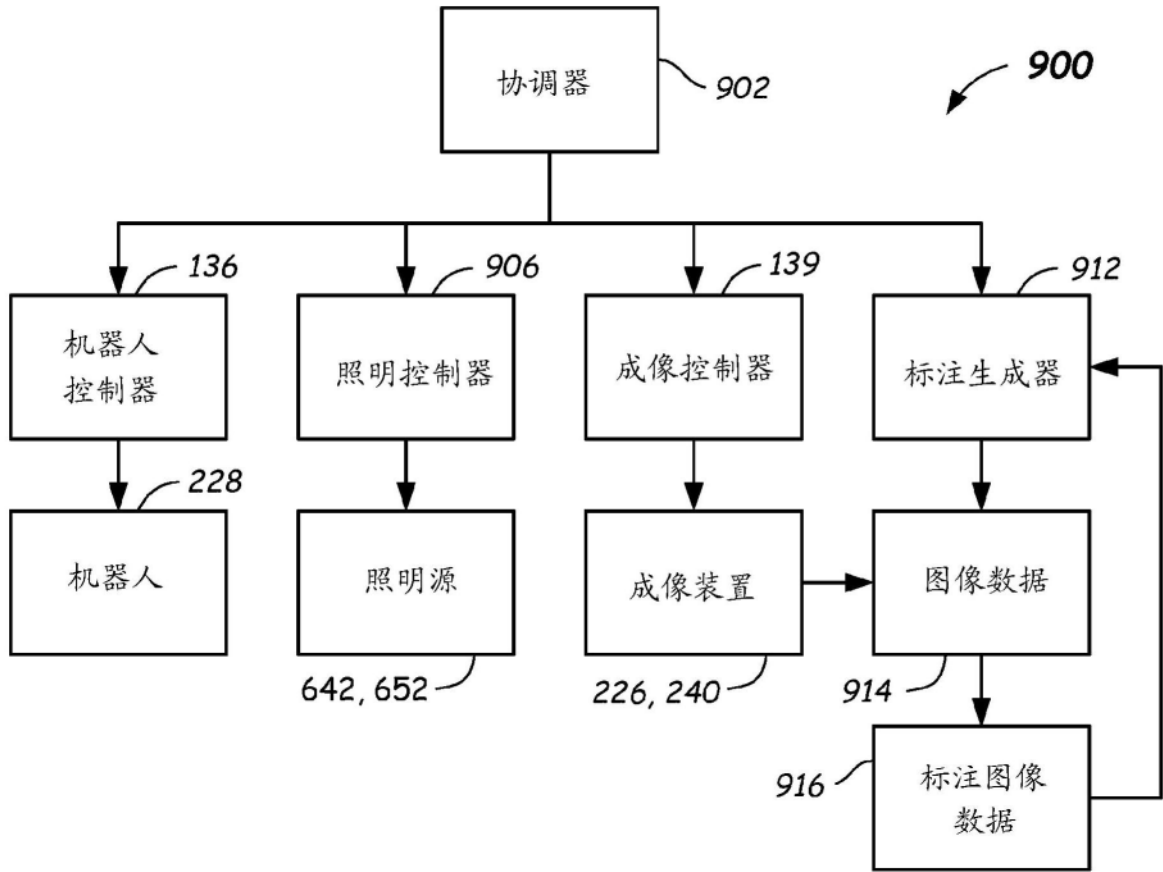 协调器
902
900
136
906
139
912
机器人
控制器
照明控制器
成像控制器
标注生成器
228
机器人
照明源
成像装置
图像数据
642, 652
226, 240
914
916
标注图像
数据